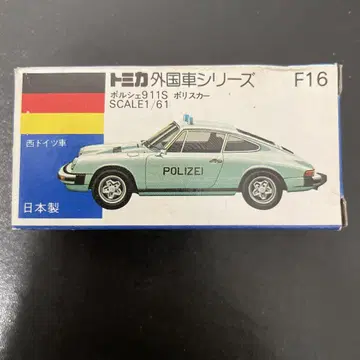 トミカ外国車シリーズ F16
ポルシェ911S ポリスカー
SCALE1/61
西ドイツ車
POLIZEI
日本製